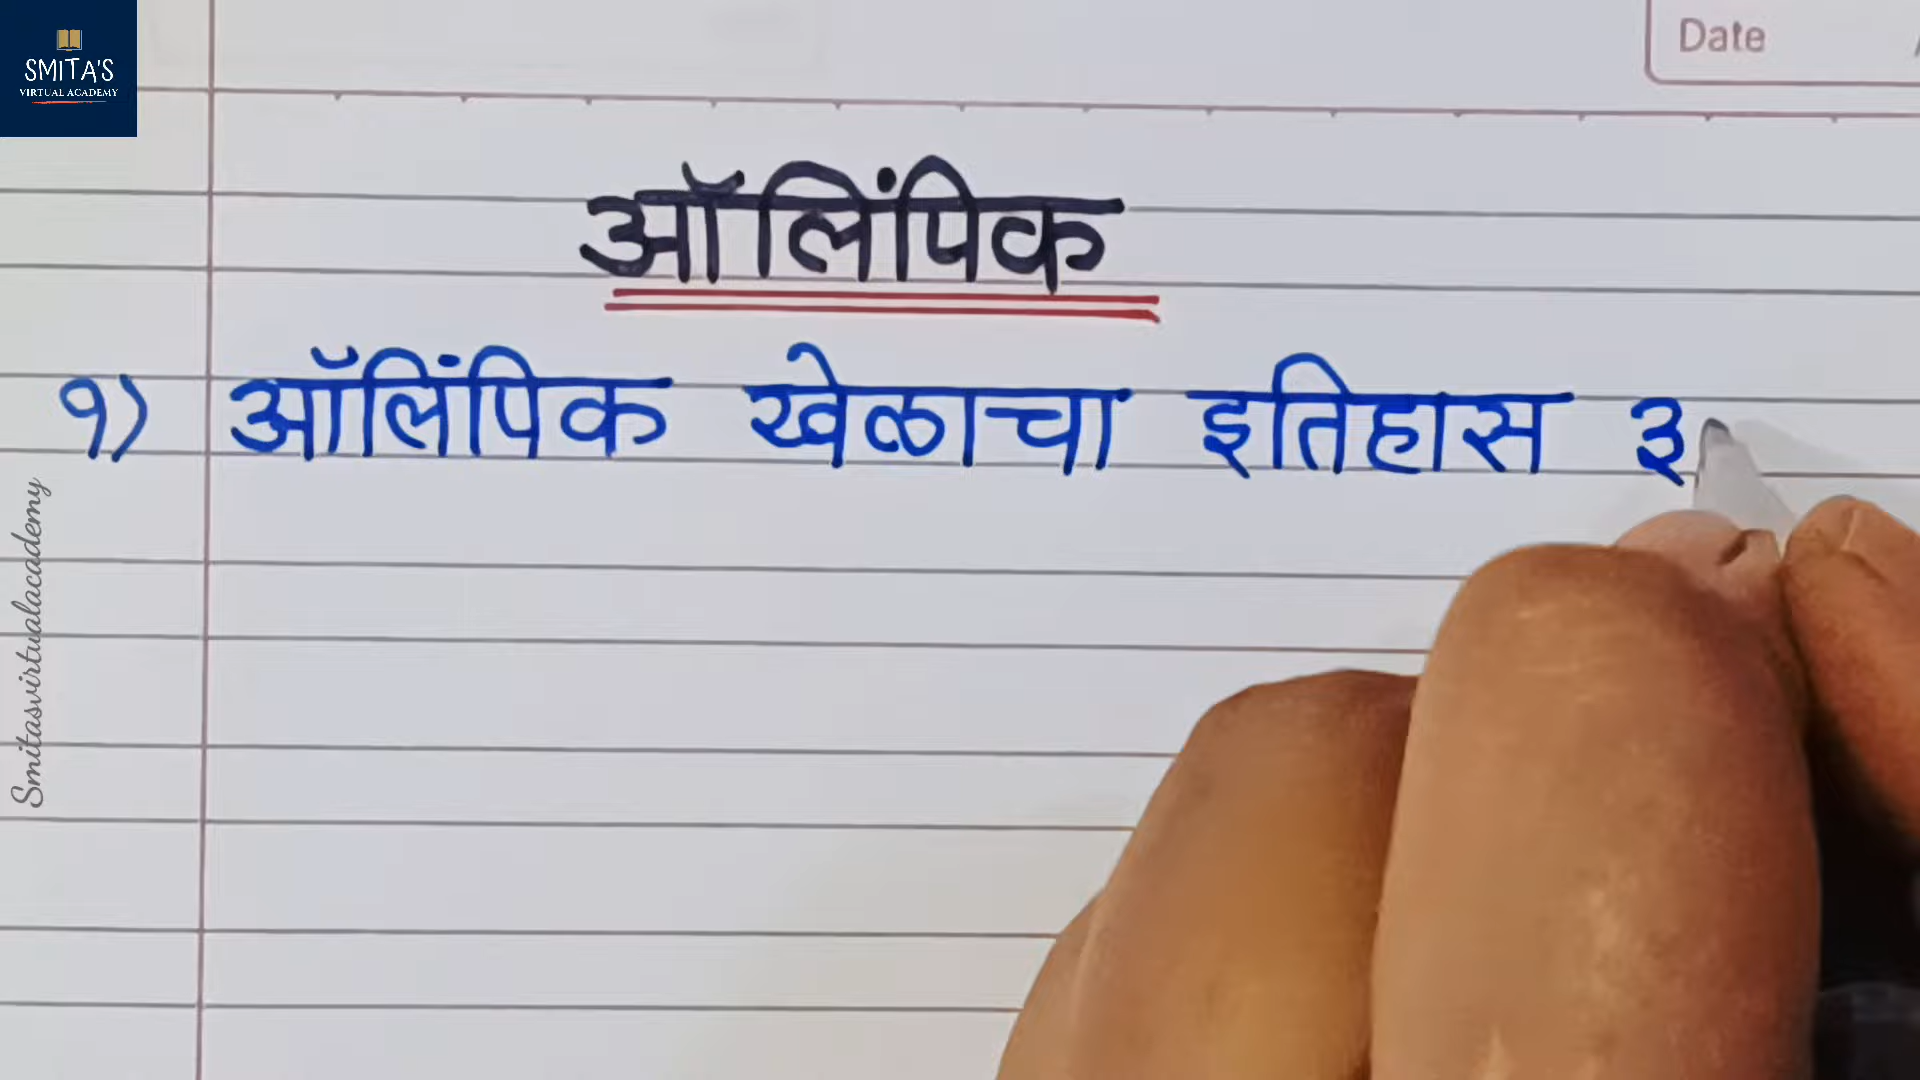 SMITA'S
VIRTUAL ACADEMY
Date
ऑलिंपिक
१) ऑलिंपिक खेळाचा इतिहास ३
Smitasvirtualacademy